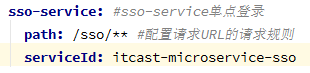 sso-service: #sso-service单点登录
path: /sso/** #配置请求URL的请求规则
serviceId: itcast-microservice-sso